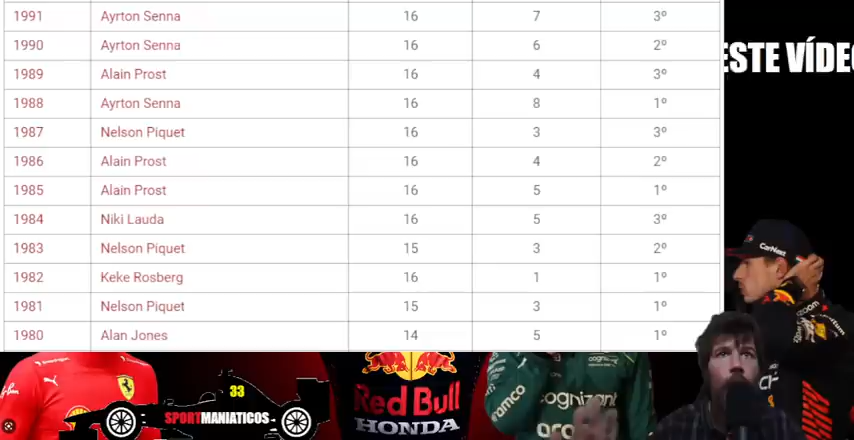 1991 Ayrton Senna 16 7 3º
1990 Ayrton Senna 16 6 2º
1989 Alain Prost 16 4 3º
1988 Ayrton Senna 16 8 1º
1987 Nelson Piquet 16 3 3º
1986 Alain Prost 16 4 2º
1985 Alain Prost 16 5 1º
1984 Niki Lauda 16 5 3º
1983 Nelson Piquet 15 3 2º
1982 Keke Rosberg 16 1 1º
1981 Nelson Piquet 15 3 1º
1980 Alan Jones 14 5 1º
ESTE VÍDEO
CarNext
33
SPORTMANIATICOS
Red Bull
HONDA
aramco
cognizant